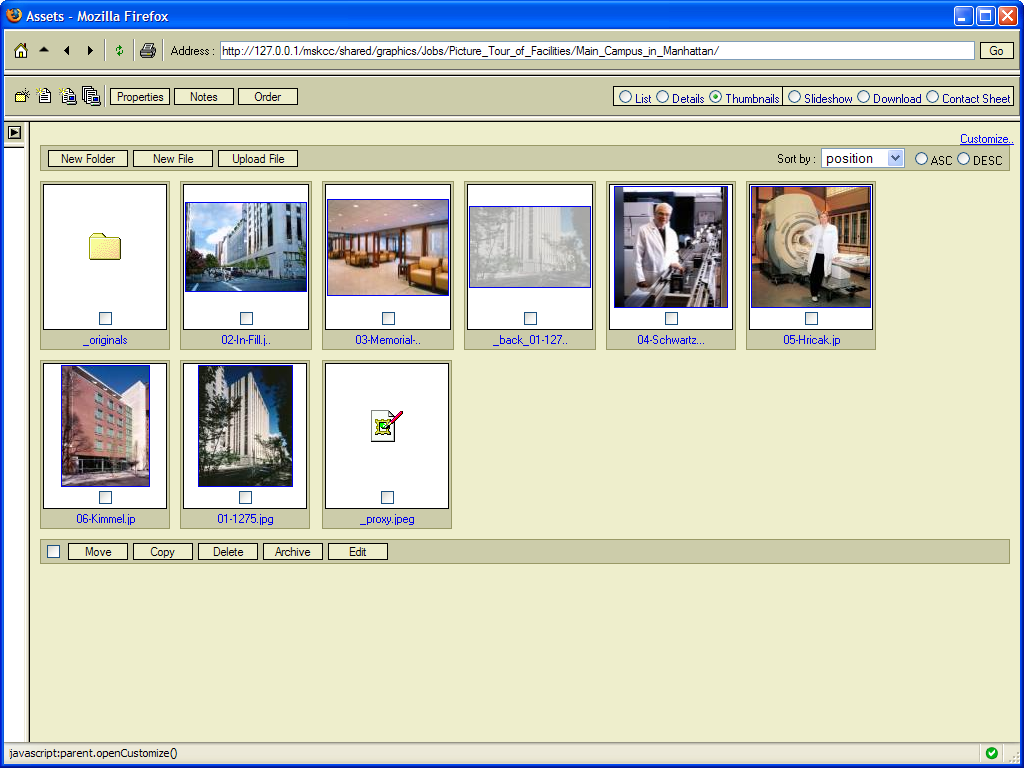 Assets - Mozilla Firefox
Address : http://127.0.0.1/mskcc/shared/graphics/Jobs/Picture_Tour_of_Facilities/Main_Campus_in_Manhattan/ Go
Properties Notes Order List Details Thumbnails Slideshow Download Contact Sheet
Customize..
New Folder New File Upload File Sort by : position ASC DESC
_originals 02-In-Fill.j.. 03-Memorial-.. _back_01-127.. 04-Schwartz... 05-Hricak.jp
06-Kimmel.jp 01-1275.jpg _proxy.jpeg
Move Copy Delete Archive Edit
javascript:parent.openCustomize()